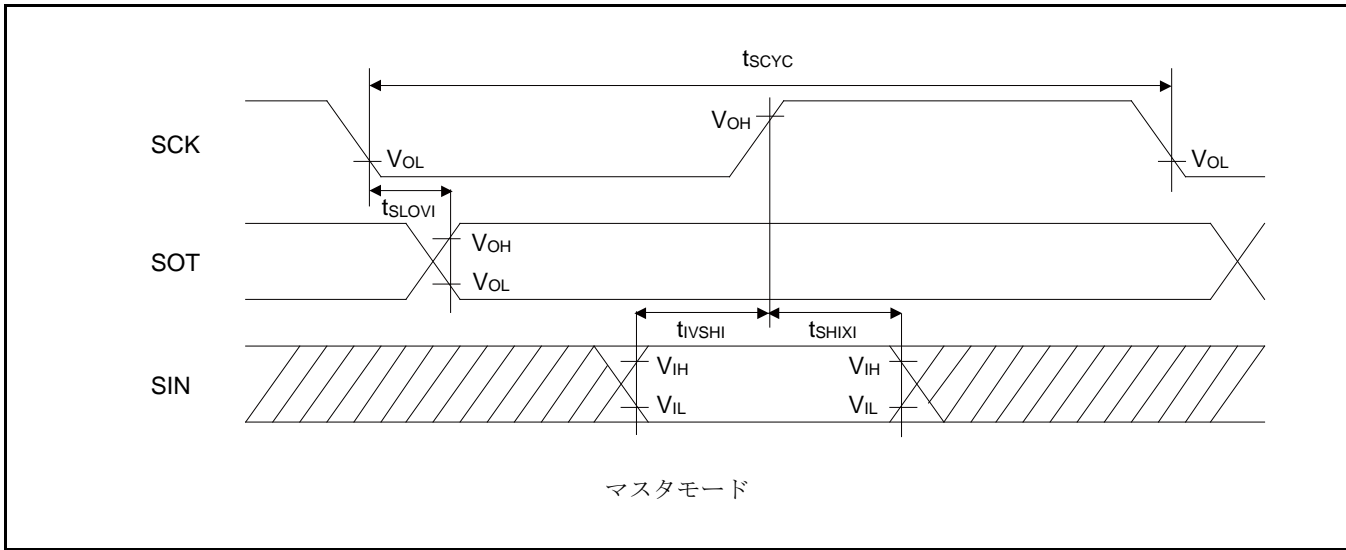 tSCYC
SCK
VOH
VOL
VOL
tSLOVI
SOT
VOH
VOL
tIVSHI
tSHIXI
SIN
VIH
VIH
VIL
VIL
マスタモード